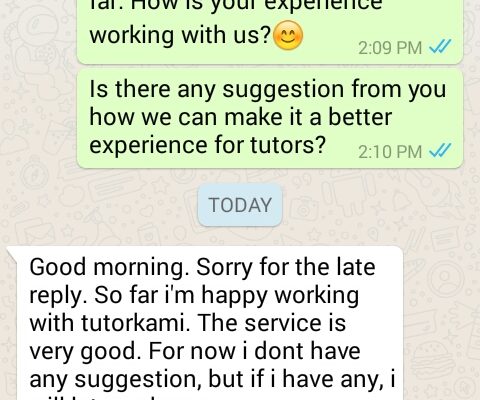 far. How is your experience
working with us?😊
2:09 PM
Is there any suggestion from you
how we can make it a better
experience for tutors?
2:10 PM
TODAY
Good morning. Sorry for the late
reply. So far i'm happy working
with tutorkami. The service is
very good. For now i dont have
any suggestion, but if i have any, i